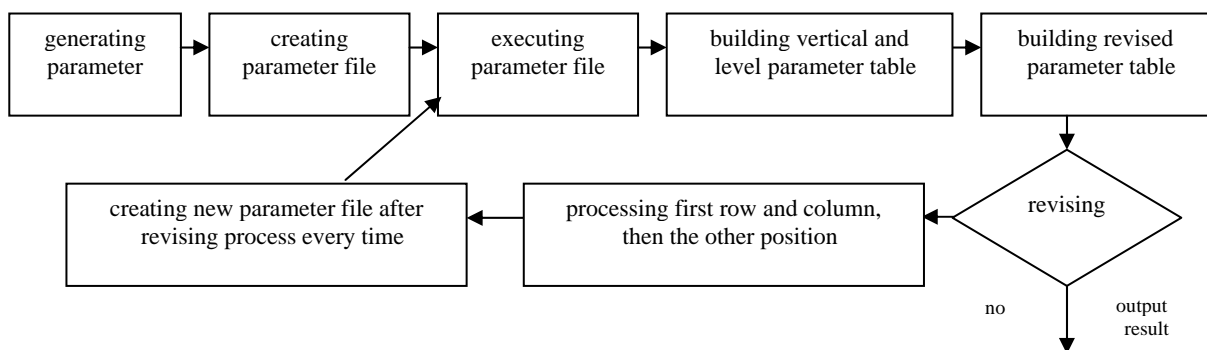 generating
parameter
creating
parameter file
executing
parameter file
building vertical and
level parameter table
building revised
parameter table
revising
processing first row and column,
then the other position
creating new parameter file after
revising process every time
no
output
result